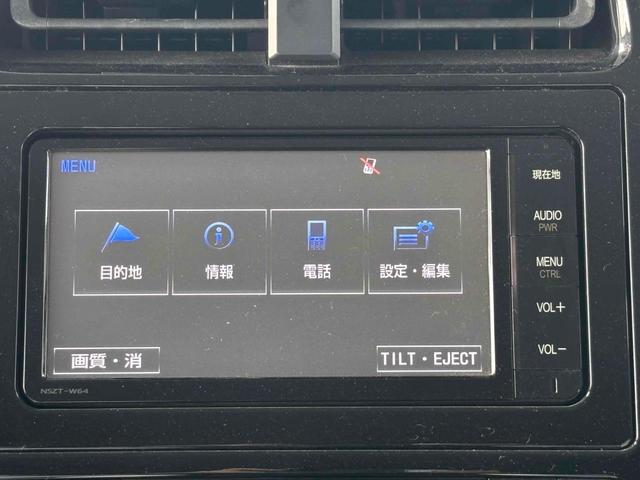 MENU
目的地
情報
電話
設定・編集
画質・消
TILT・EJECT
NSZT-W64
現在地
AUDIO
PWR
MENU
CTRL
VOL+
VOL−